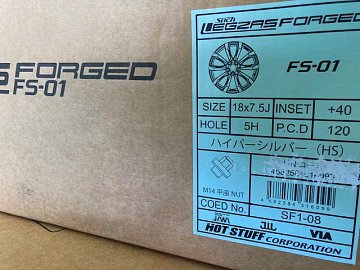 FORGED
FS-01
Stich
LEGZAS FORGED
FS-01
SIZE 18x7.5J INSET +40
HOLE 5H P.C.D 120
ハイパーシルバー (HS)
M14 平座 NUT
COED No. SF1-08
JWL VIA
HOT STUFF CORPORATION